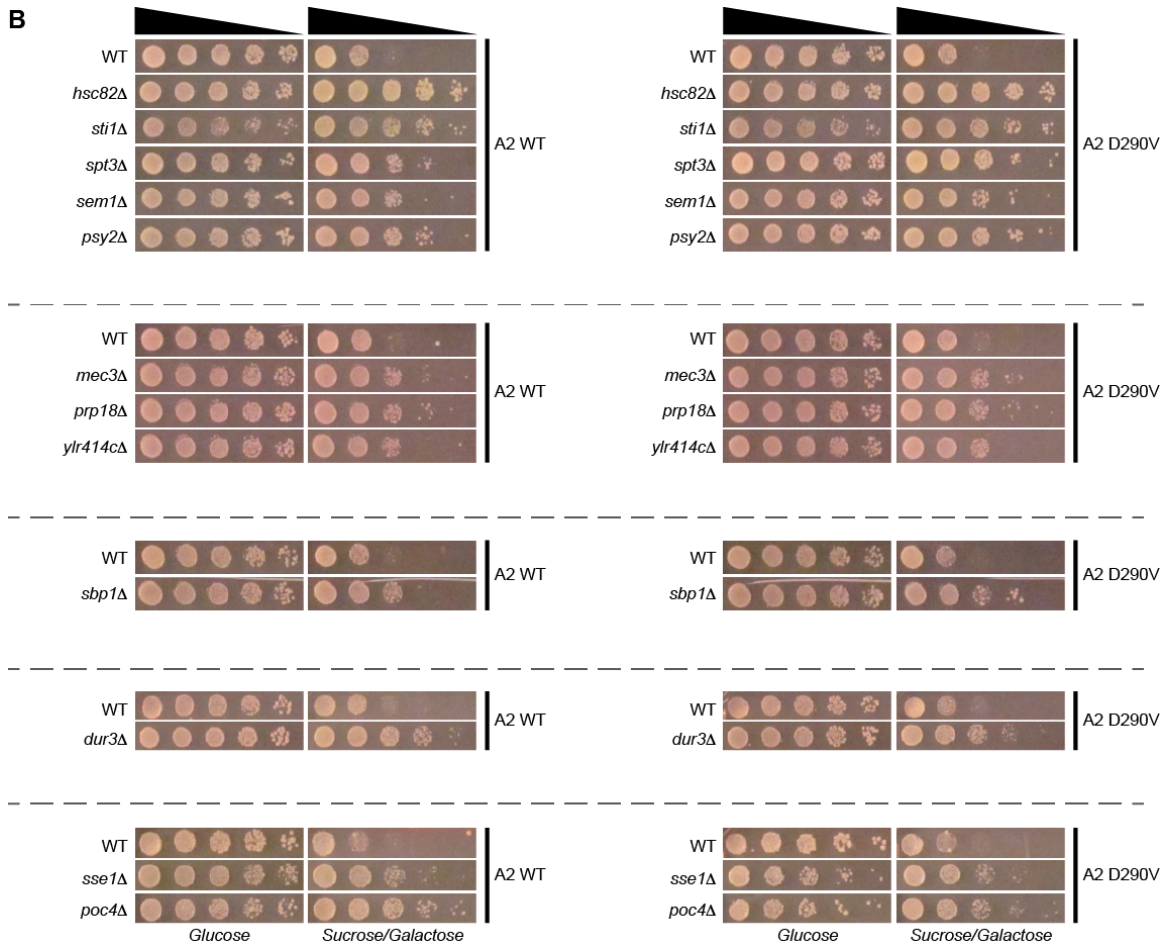 B
WT
hsc82Δ
sti1Δ
spt3Δ
sem1Δ
psy2Δ
A2 WT
WT
hsc82Δ
sti1Δ
spt3Δ
sem1Δ
psy2Δ
A2 D290V
WT
mec3Δ
prp18Δ
ylr414cΔ
A2 WT
WT
mec3Δ
prp18Δ
ylr414cΔ
A2 D290V
WT
sbp1Δ
A2 WT
WT
sbp1Δ
A2 D290V
WT
dur3Δ
A2 WT
WT
dur3Δ
A2 D290V
WT
sse1Δ
poc4Δ
A2 WT
WT
sse1Δ
poc4Δ
A2 D290V
Glucose
Sucrose/Galactose
Glucose
Sucrose/Galactose